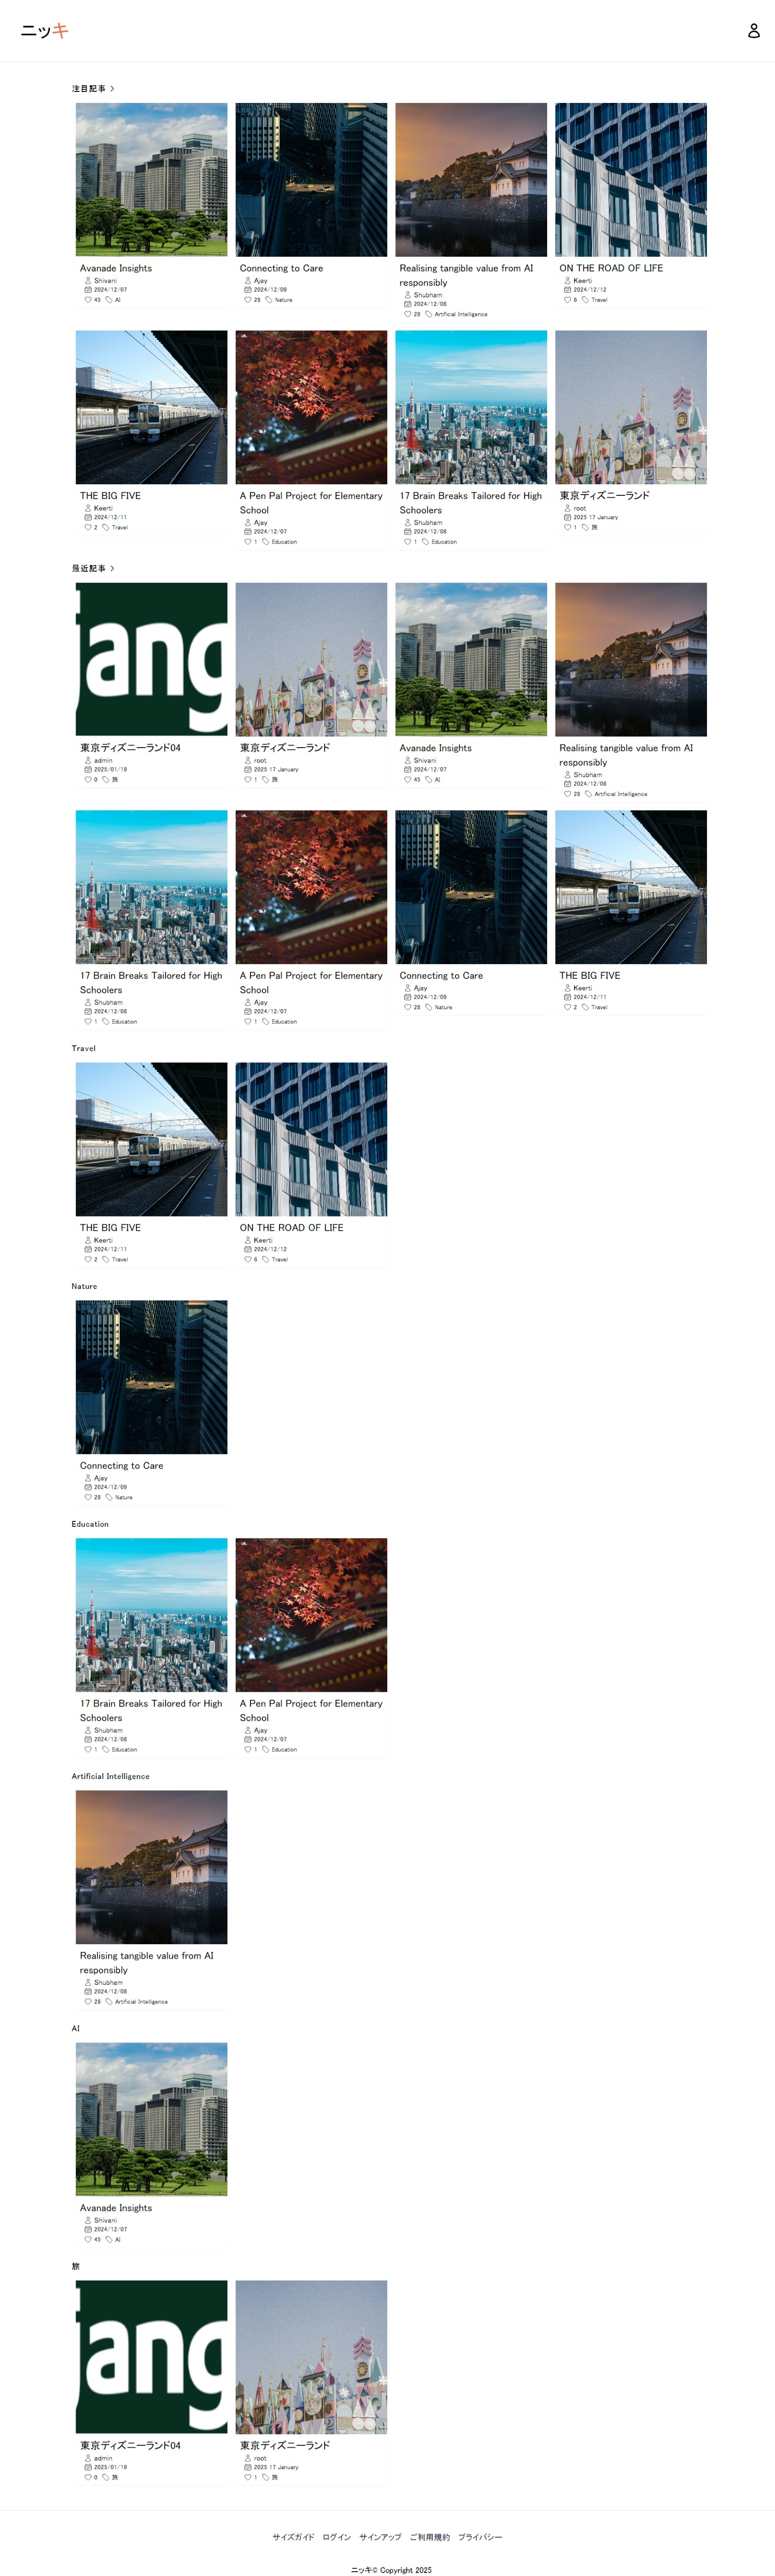 ニッキ
注目記事 >
Avanade Insights
Shivani
2024/12/07
45 AI
Connecting to Care
Ajay
2024/12/09
28 Nature
Realising tangible value from AI
responsibly
Shubham
2024/12/08
28 Artificial Intelligence
ON THE ROAD OF LIFE
Keerti
2024/12/12
6 Travel
THE BIG FIVE
Keerti
2024/12/11
2 Travel
A Pen Pal Project for Elementary
School
Ajay
2024/12/07
1 Education
17 Brain Breaks Tailored for High
Schoolers
Shubham
2024/12/08
1 Education
東京ディズニーランド
root
2025 17 January
1 旅
最近記事 >
jang
東京ディズニーランド04
admin
2025/01/19
0 旅
東京ディズニーランド
root
2025 17 January
1 旅
Avanade Insights
Shivani
2024/12/07
45 AI
Realising tangible value from AI
responsibly
Shubham
2024/12/08
28 Artificial Intelligence
17 Brain Breaks Tailored for High
Schoolers
Shubham
2024/12/08
1 Education
A Pen Pal Project for Elementary
School
Ajay
2024/12/07
1 Education
Connecting to Care
Ajay
2024/12/09
28 Nature
THE BIG FIVE
Keerti
2024/12/11
2 Travel
Travel
THE BIG FIVE
Keerti
2024/12/11
2 Travel
ON THE ROAD OF LIFE
Keerti
2024/12/12
6 Travel
Nature
Connecting to Care
Ajay
2024/12/09
28 Nature
Education
17 Brain Breaks Tailored for High
Schoolers
Shubham
2024/12/08
1 Education
A Pen Pal Project for Elementary
School
Ajay
2024/12/07
1 Education
Artificial Intelligence
Realising tangible value from AI
responsibly
Shubham
2024/12/08
28 Artificial Intelligence
AI
Avanade Insights
Shivani
2024/12/07
45 AI
旅
jang
東京ディズニーランド04
admin
2025/01/19
0 旅
東京ディズニーランド
root
2025 17 January
1 旅
サイズガイド ログイン サインアップ ご利用規約 プライバシー
ニッキ© Copyright 2025